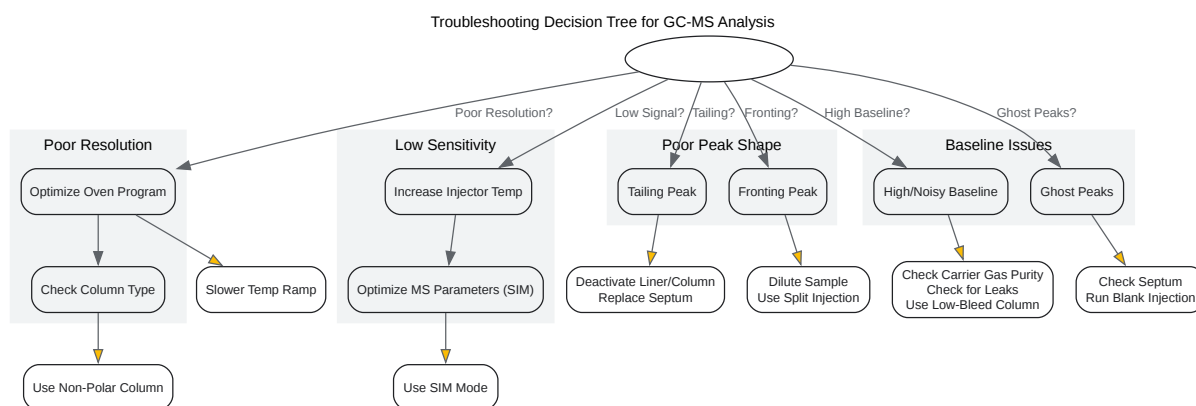 Troubleshooting Decision Tree for GC-MS Analysis
Poor Resolution?
Low Signal?
Tailing?
Fronting?
High Baseline?
Ghost Peaks?
Poor Resolution
Low Sensitivity
Poor Peak Shape
Baseline Issues
Optimize Oven Program
Increase Injector Temp
Tailing Peak
Fronting Peak
High/Noisy Baseline
Ghost Peaks
Check Column Type
Slower Temp Ramp
Optimize MS Parameters (SIM)
Deactivate Liner/Column
Replace Septum
Dilute Sample
Use Split Injection
Check Carrier Gas Purity
Check for Leaks
Use Low-Bleed Column
Check Septum
Run Blank Injection
Use Non-Polar Column
Use SIM Mode